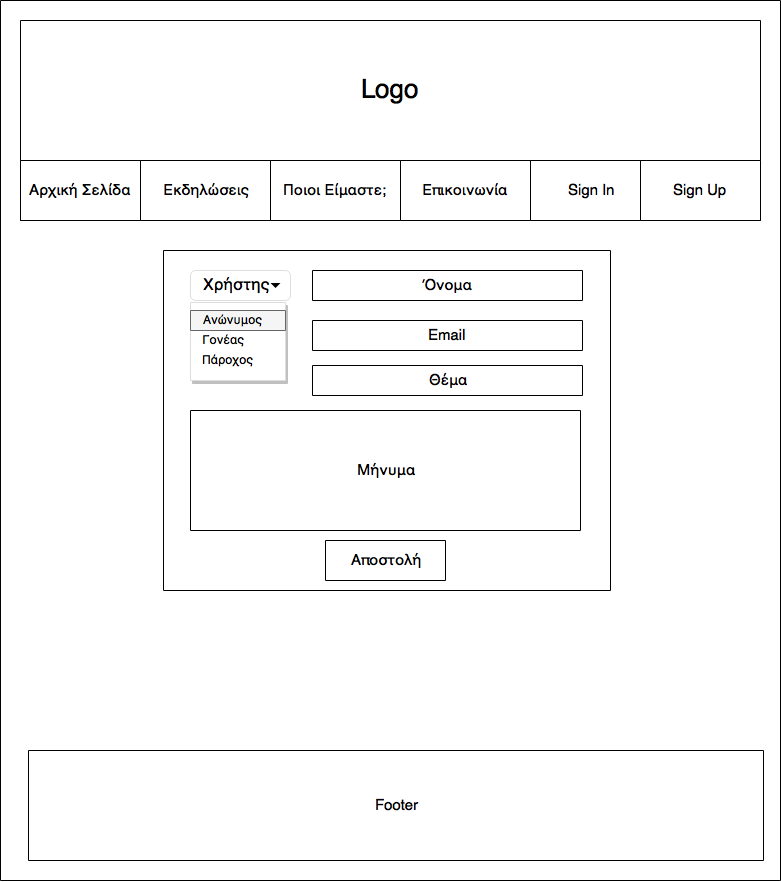 Logo
Αρχική Σελίδα
Εκδηλώσεις
Ποιοι Είμαστε;
Επικοινωνία
Sign In
Sign Up
Χρήστης
Όνομα
Ανώνυμος
Γονέας
Πάροχος
Email
Θέμα
Μήνυμα
Αποστολή
Footer